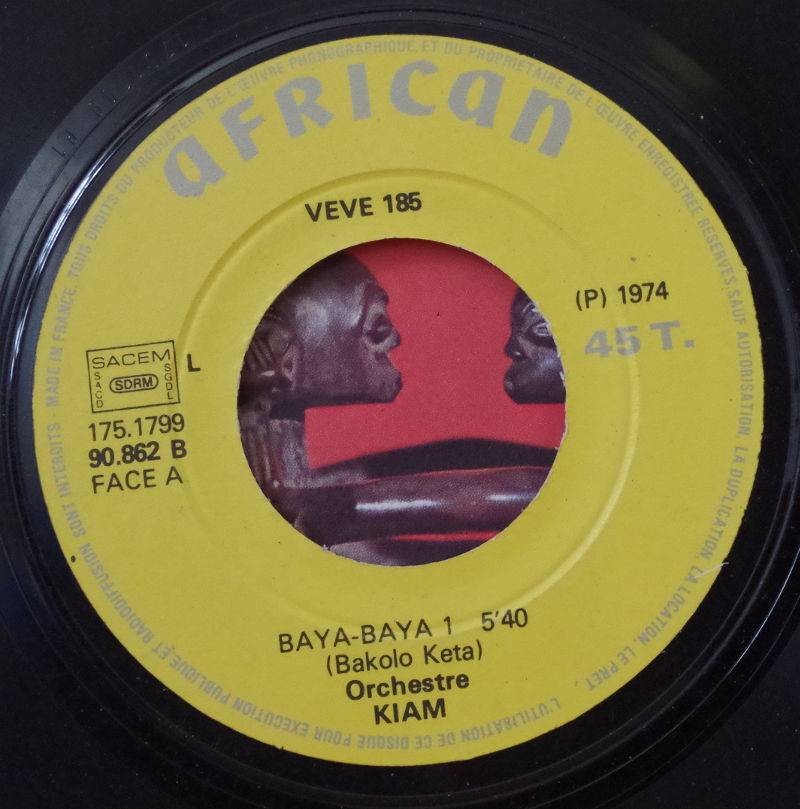 MADE IN FRANCE. TOUS DROITS DU PRODUCTEUR DE L'ŒUVRE PHONOGRAPHIQUE ET DU PROPRIETAIRE DE L'ŒUVRE ENREGISTREE RESERVES. SAUF AUTORISATION, LA DUPLICATION, LA LOCATION, LE PRET, L'UTILISATION DE CE DISQUE POUR EXECUTION PUBLIQUE ET RADIODIFFUSION SONT INTERDITS -
aFRICan
VEVE 185
(P) 1974
45 T.
SACEM
SACD
SDRM
SGDL
L
175.1799
90.862 B
FACE A
BAYA-BAYA 1 5'40
(Bakolo Keta)
Orchestre
KIAM